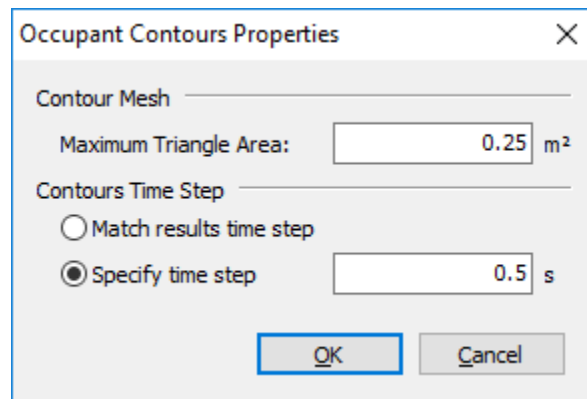 Occupant Contours Properties
Contour Mesh
Maximum Triangle Area: 0.25 m²
Contours Time Step
Match results time step
Specify time step 0.5 s
OK Cancel